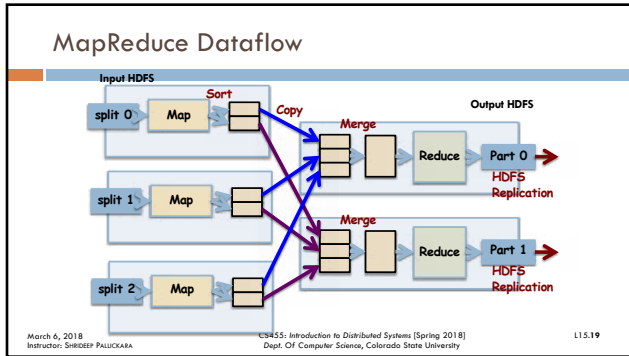 MapReduce Dataflow
Input HDFS
Sort
Output HDFS
split 0
Map
Copy
Merge
Reduce
Part 0
HDFS
Replication
split 1
Map
Merge
Reduce
Part 1
HDFS
Replication
split 2
Map
March 6, 2018
Instructor: SHRIDEEP PALLICKARA
CS455: Introduction to Distributed Systems [Spring 2018]
Dept. Of Computer Science, Colorado State University
L15.19